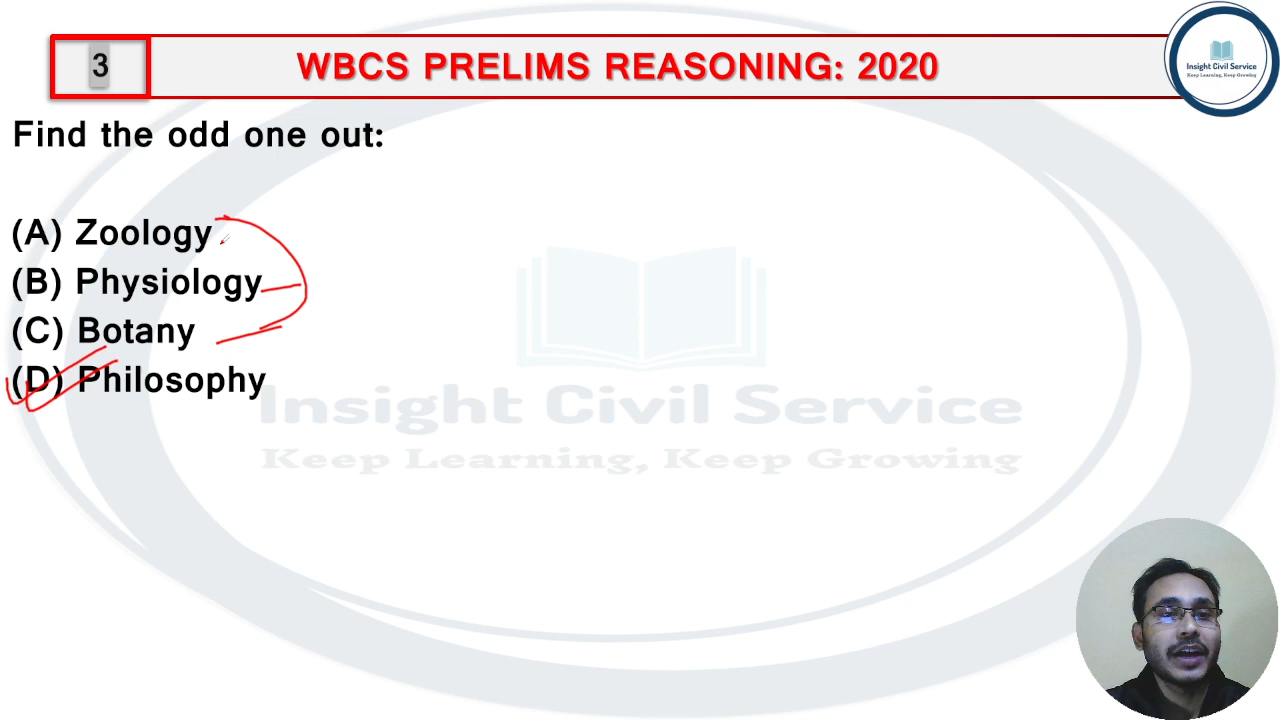 3
WBCS PRELIMS REASONING: 2020
Insight Civil Service
Keep Learning, Keep Growing
Find the odd one out:
(A) Zoology
(B) Physiology
(C) Botany
(D) Philosophy
Insight Civil Service
Keep Learning, Keep Growing